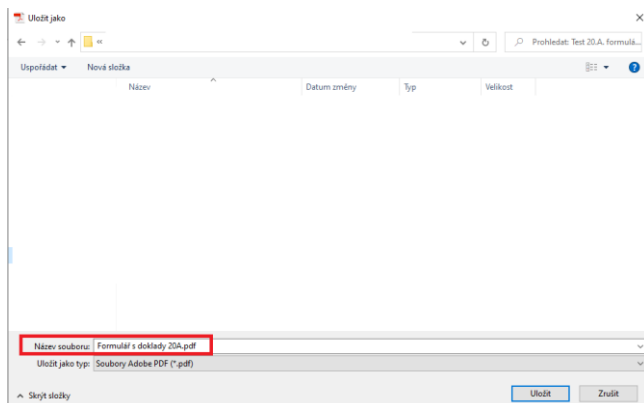 Uložit jako
« Prohledat: Test 20.A. formulá...
Uspořádat Nová složka
Název Datum změny Typ Velikost
Název souboru: Formulář s doklady 20A.pdf
Uložit jako typ: Soubory Adobe PDF (*.pdf)
Skrýt složky Uložit Zrušit